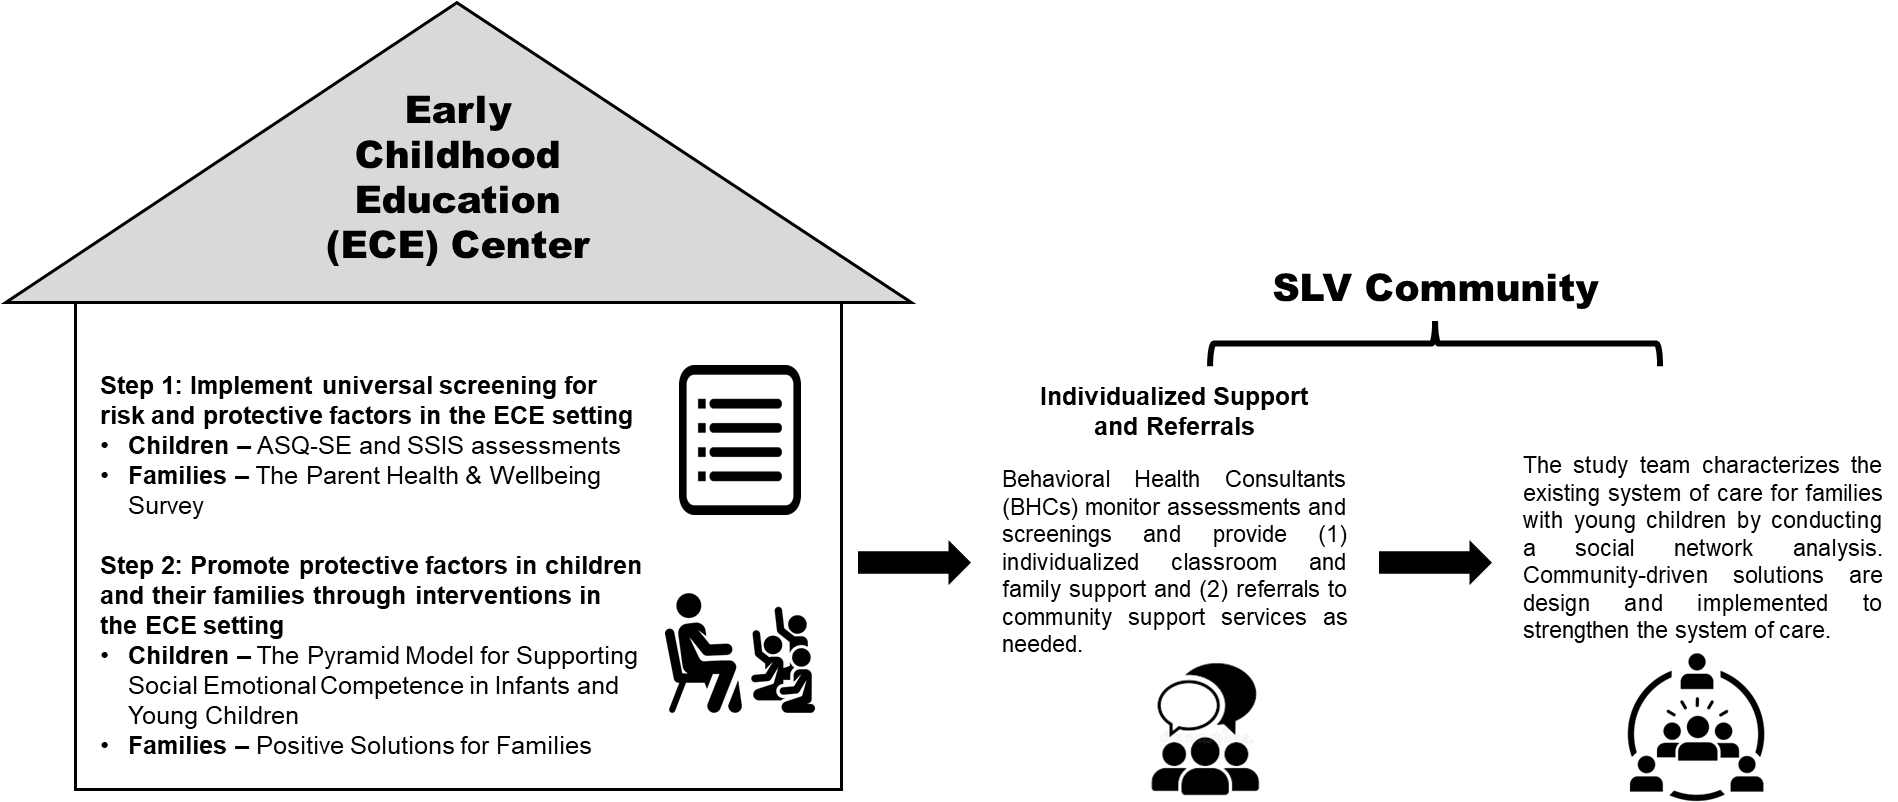 Early
Childhood
Education
(ECE) Center
Step 1: Implement universal screening for
risk and protective factors in the ECE setting
• Children – ASQ-SE and SSIS assessments
• Families – The Parent Health & Wellbeing
Survey
Step 2: Promote protective factors in children
and their families through interventions in
the ECE setting
• Children – The Pyramid Model for Supporting
Social Emotional Competence in Infants and
Young Children
• Families – Positive Solutions for Families
SLV Community
Individualized Support
and Referrals
Behavioral Health Consultants
(BHCs) monitor assessments and
screenings and provide (1)
individualized classroom and
family support and (2) referrals to
community support services as
needed.
The study team characterizes the
existing system of care for families
with young children by conducting
a social network analysis.
Community-driven solutions are
design and implemented to
strengthen the system of care.